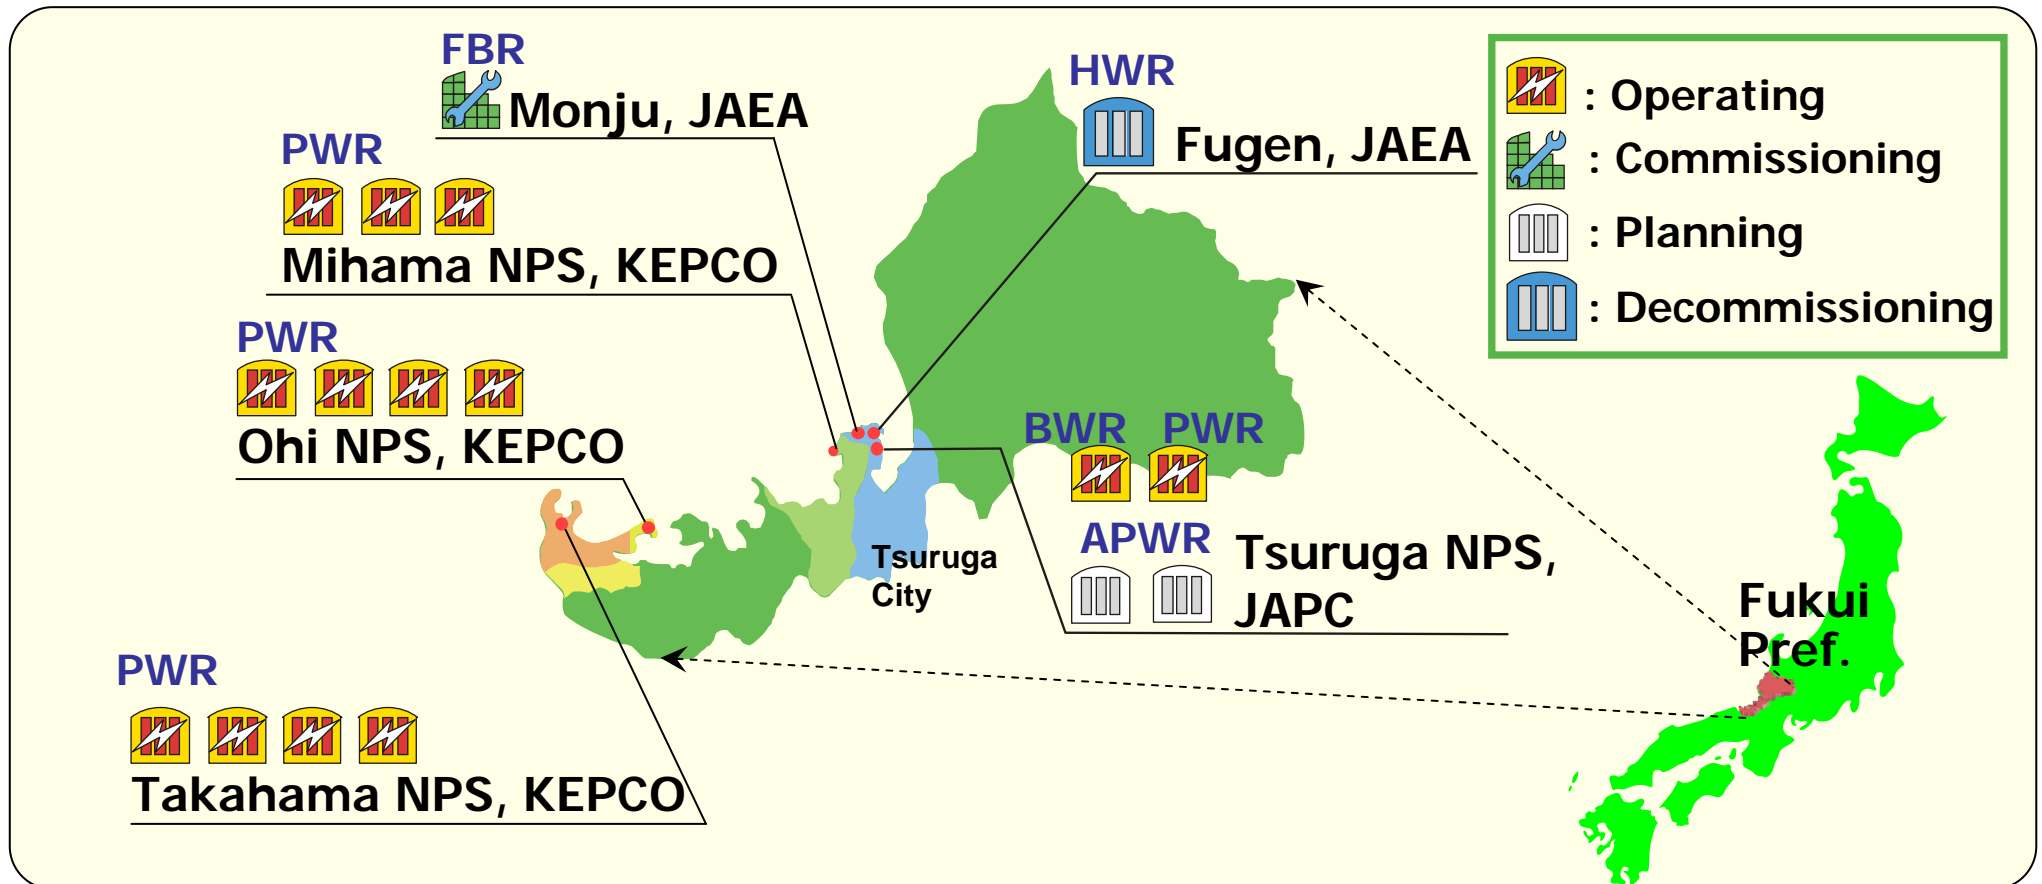 FBR
Monju, JAEA
HWR
Fugen, JAEA
: Operating
: Commissioning
: Planning
: Decommissioning
PWR
Mihama NPS, KEPCO
PWR
Ohi NPS, KEPCO
BWR PWR
APWR
Tsuruga NPS,
JAPC
Tsuruga
City
Fukui
Pref.
PWR
Takahama NPS, KEPCO